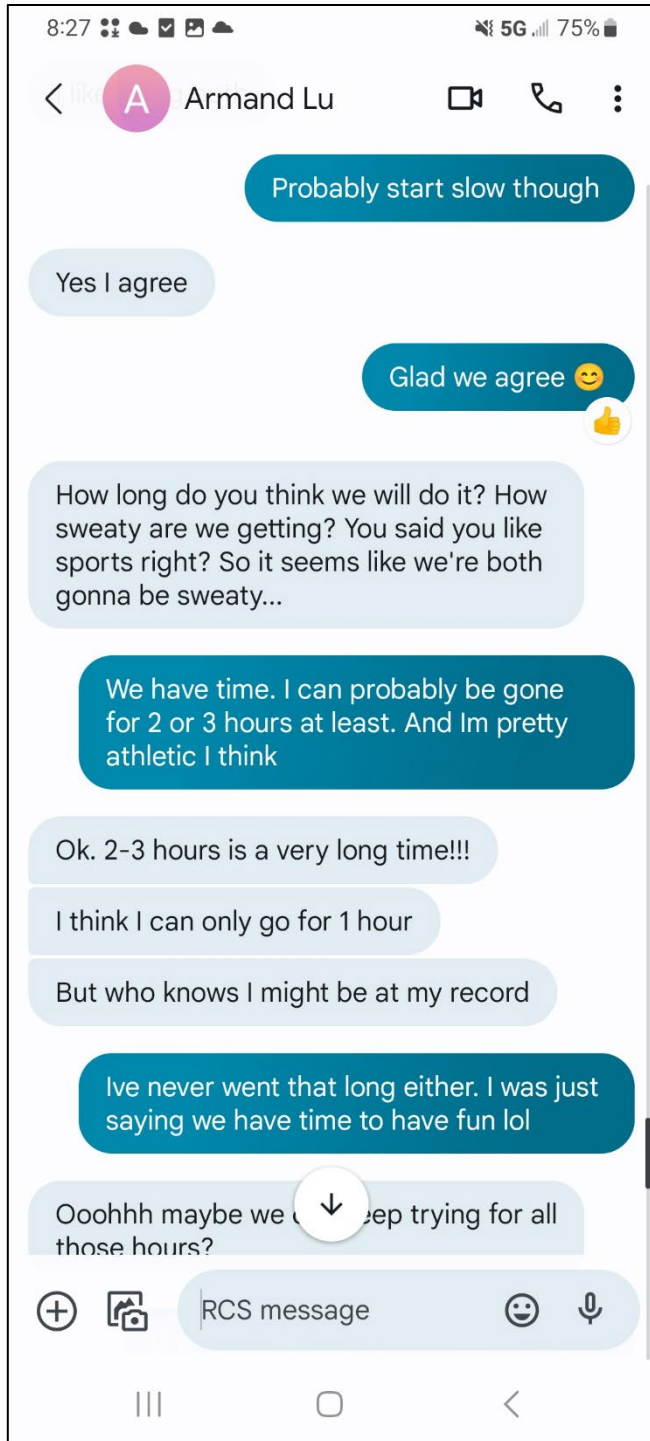 8:27
5G 75%
A Armand Lu
Probably start slow though
Yes I agree
Glad we agree 😊
👍
How long do you think we will do it? How
sweaty are we getting? You said you like
sports right? So it seems like we're both
gonna be sweaty...
We have time. I can probably be gone
for 2 or 3 hours at least. And Im pretty
athletic I think
Ok. 2-3 hours is a very long time!!!
I think I can only go for 1 hour
But who knows I might be at my record
Ive never went that long either. I was just
saying we have time to have fun lol
Ooohhh maybe we trying for all
those hours?
RCS message